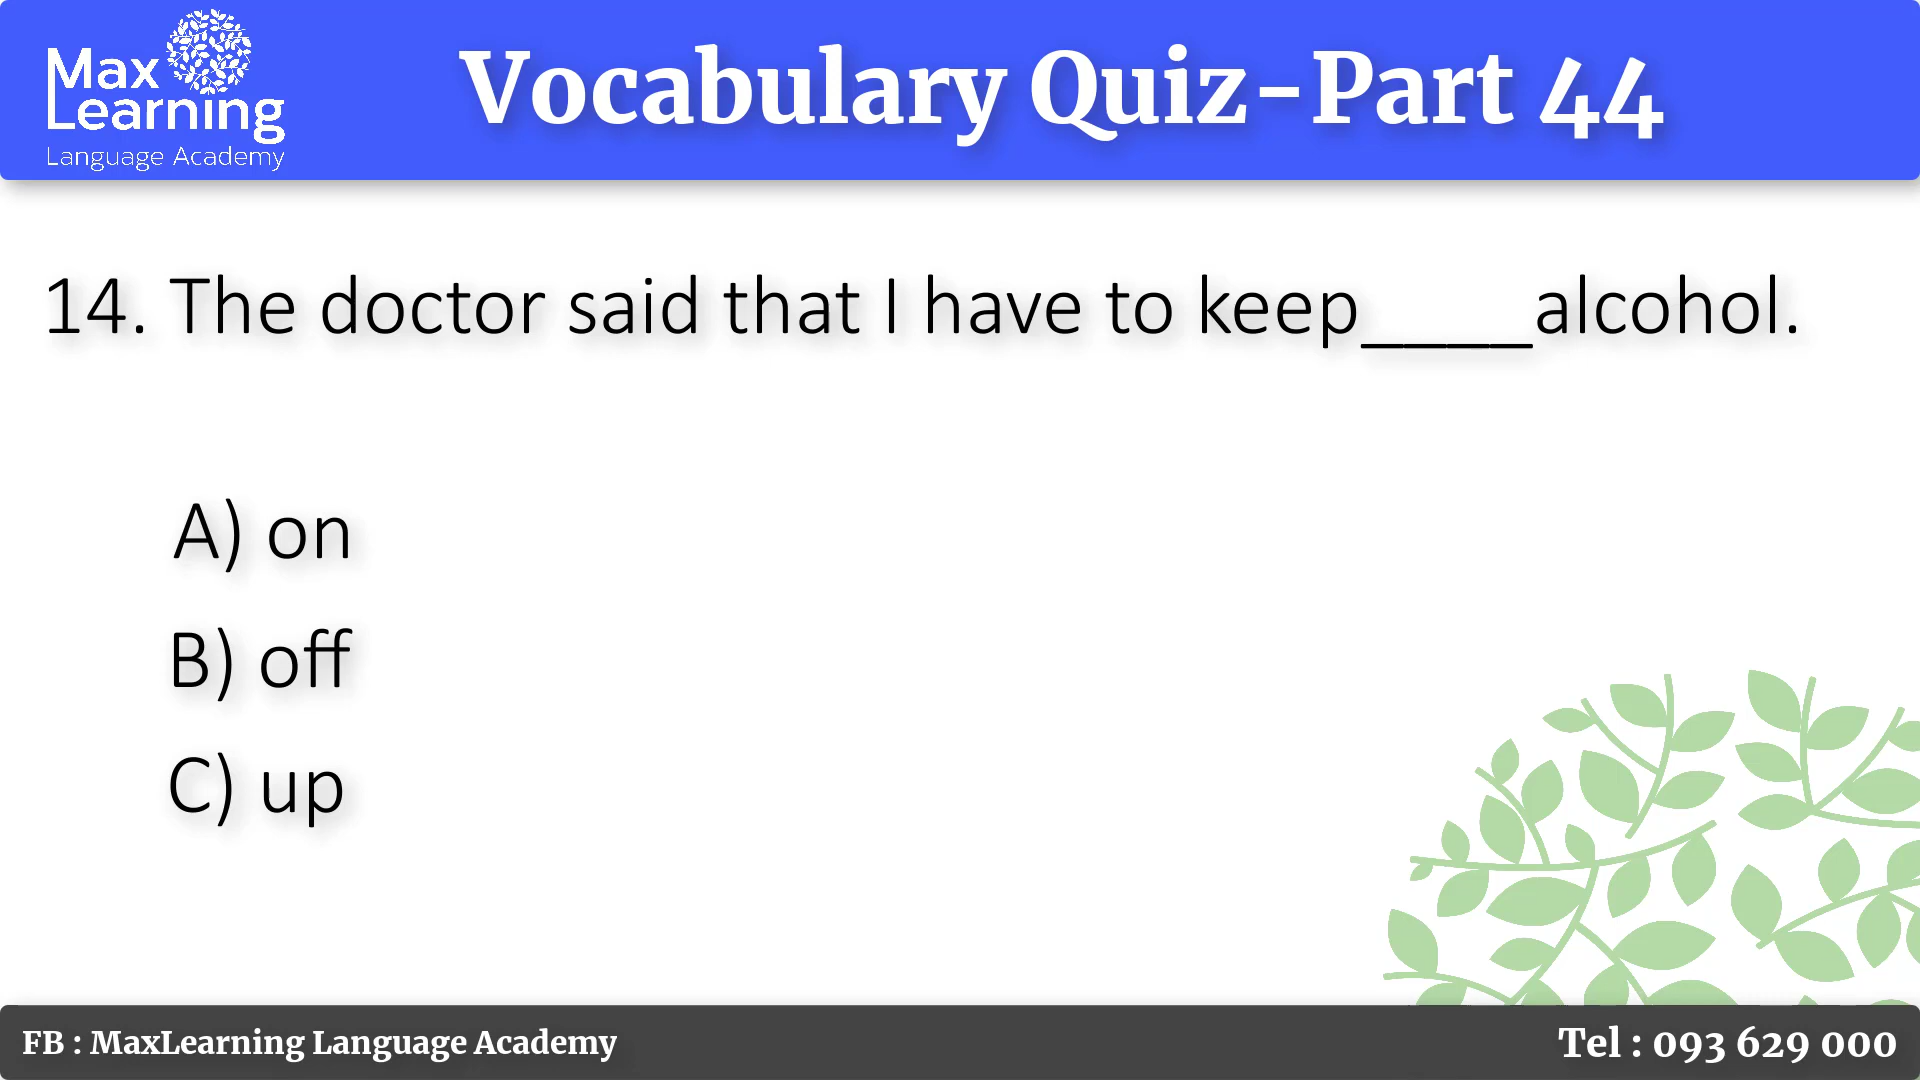 Max
Learning
Language Academy
Vocabulary Quiz-Part 44
14. The doctor said that I have to keep____alcohol.
A) on
B) off
C) up
FB : MaxLearning Language Academy
Tel : 093 629 000